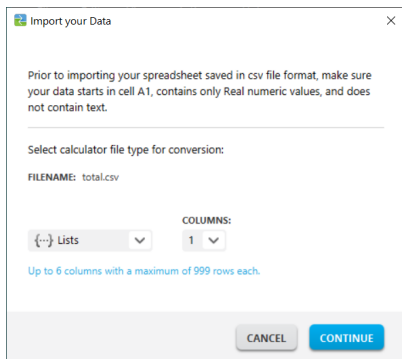 Import your Data
Prior to importing your spreadsheet saved in csv file format, make sure
your data starts in cell A1, contains only Real numeric values, and does
not contain text.
Select calculator file type for conversion:
FILENAME: total.csv
COLUMNS:
{···} Lists 1
Up to 6 columns with a maximum of 999 rows each.
CANCEL CONTINUE